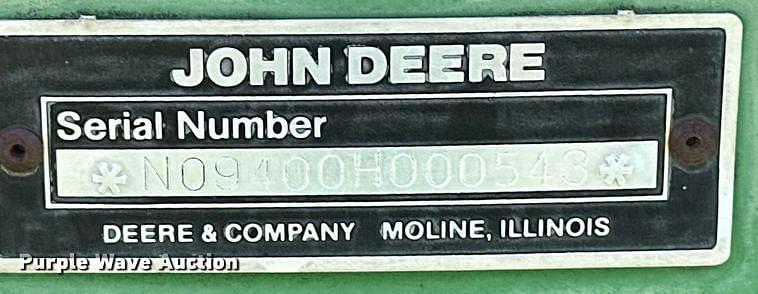 JOHN DEERE
Serial Number
*N09400H000543*
DEERE & COMPANY MOLINE, ILLINOIS
Purple Wave Auction